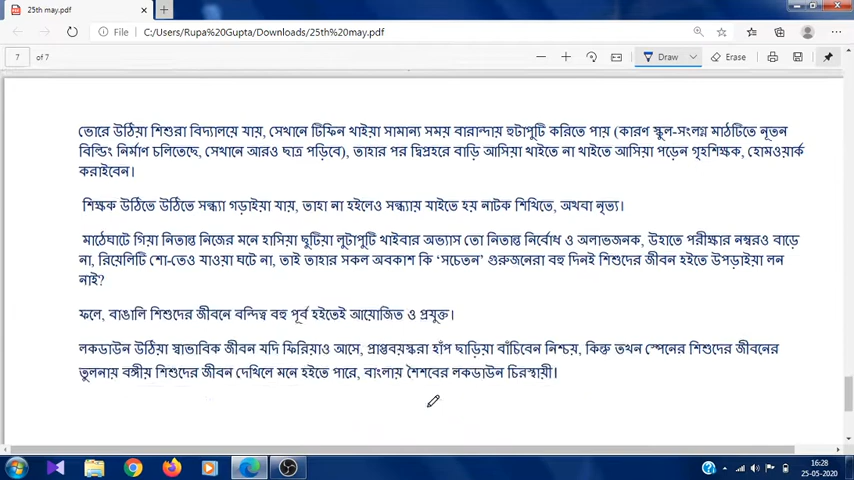 25th may.pdf
File
C:/Users/Rupa%20Gupta/Downloads/25th%20may.pdf
7 of 7
Draw
Erase
ভোরে উঠিয়া শিশুরা বিদ্যালয়ে যায়, সেখানে টিফিন খাইয়া সামান্য সময় বারান্দায় হুটাপুটি করিতে পায় (কারণ স্কুল-সংলগ্ন মাঠটিতে নূতন
বিল্ডিং নির্মাণ চলিতেছে, সেখানে আরও ছাত্র পড়িবে), তাহার পর দ্বিপ্রহরে বাড়ি আসিয়া খাইতে না খাইতে আসিয়া পড়েন গৃহশিক্ষক, হোমওয়ার্ক
করাইবেন।
শিক্ষক উঠিতে উঠিতে সন্ধ্যা গড়াইয়া যায়, তাহা না হইলেও সন্ধ্যায় যাইতে হয় নাটক শিখিতে, অথবা নৃত্য।
মাঠেঘাটে গিয়া নিতান্ত নিজের মনে হাসিয়া ছুটিয়া লুটাপুটি খাইবার অভ্যাস তো নিতান্ত নির্বোধ ও অলাভজনক, উহাতে পরীক্ষার নম্বরও বাড়ে
না, রিয়েলিটি শো-তেও যাওয়া ঘটে না, তাই তাহার সকল অবকাশ কি ‘সচেতন’ গুরুজনেরা বহু দিনই শিশুদের জীবন হইতে উপড়াইয়া লন
নাই?
ফলে, বাঙালি শিশুদের জীবনে বন্দিত্ব বহু পূর্ব হইতেই আয়োজিত ও প্রযুক্ত।
লকডাউন উঠিয়া স্বাভাবিক জীবন যদি ফিরিয়াও আসে, প্রাপ্তবয়স্করা হাঁপ ছাড়িয়া বাঁচিবেন নিশ্চয়, কিন্তু তখন স্পেনের শিশুদের জীবনের
তুলনায় বঙ্গীয় শিশুদের জীবন দেখিলে মনে হইতে পারে, বাংলায় শৈশবের লকডাউন চিরস্থায়ী।
16:28
25-05-2020